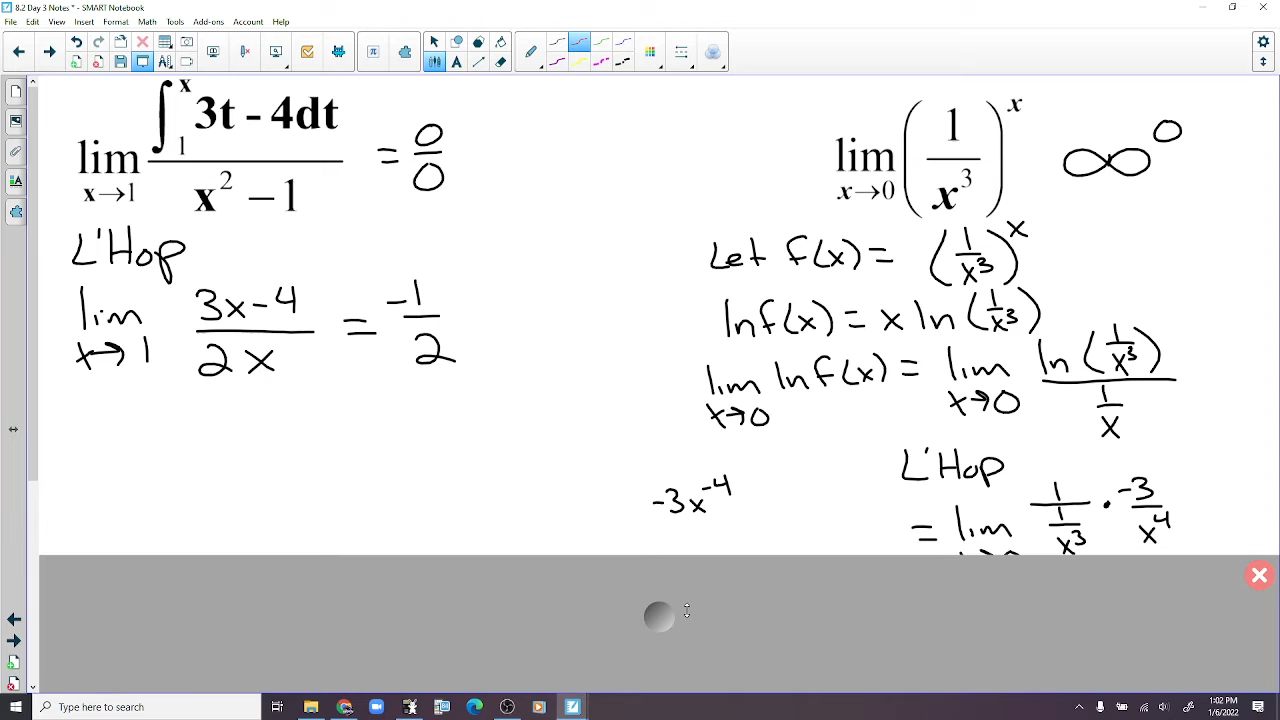 8.2 Day 3 Notes * - SMART Notebook
File Edit View Insert Format Math Tools Add-ons Account Help
lim x→1 ∫₁ˣ 3t - 4dt / x² − 1 = 0/0
L'Hop
lim x→1 3x-4 / 2x = -1/2
lim x→0 (1/x³)ˣ ∞⁰
Let f(x) = (1/x³)ˣ
ln f(x) = x ln (1/x³)
lim x→0 ln f(x) = lim x→0 ln (1/x³) / 1/x
L'Hop
-3x⁻⁴
= lim 1 / 1/x³ · -3/x⁴
Type here to search
1:02 PM
1/6/2022